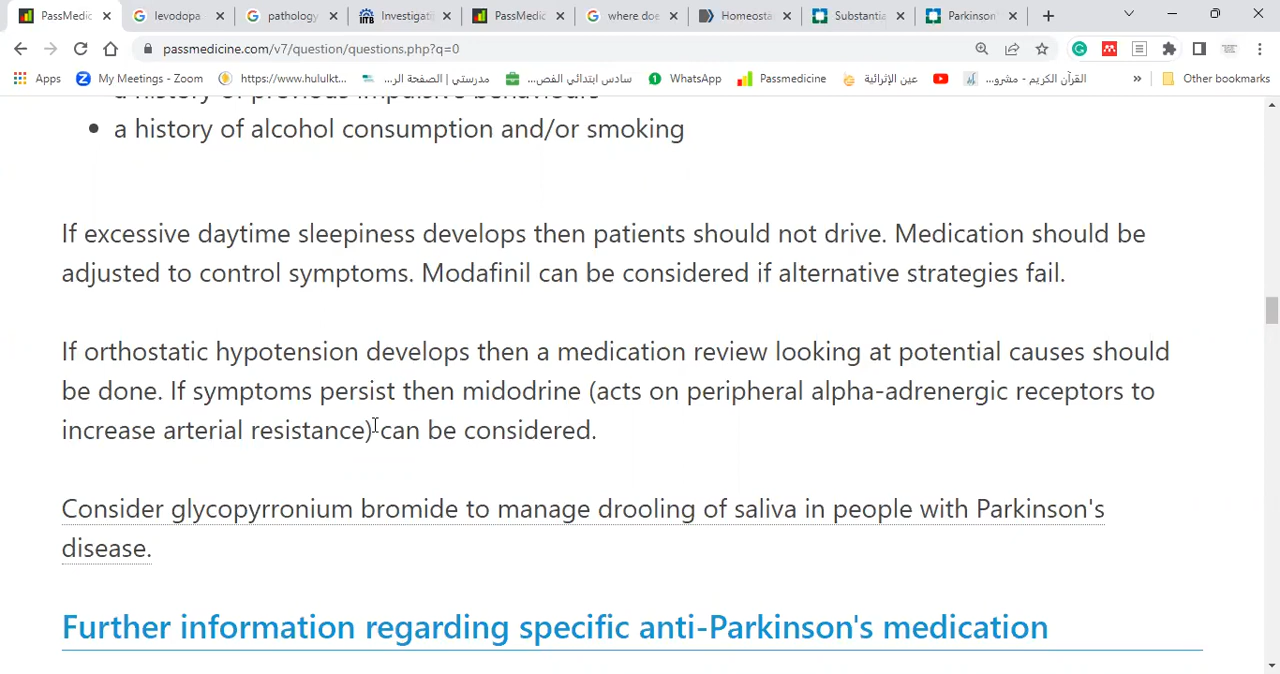 PassMedic
levodopa
pathology
Investigati
PassMedic
where doe
Homeosta
Substantia
Parkinson'
passmedicine.com/v7/question/questions.php?q=0
Apps
My Meetings - Zoom
https://www.hululkt...
مدرستي | الصفحة الر...
سادس ابتدائي الفص...
WhatsApp
Passmedicine
عين الإثرائية
القرآن الكريم - مشرو...
»
Other bookmarks
a history of previous impulsive behaviours
• a history of alcohol consumption and/or smoking
If excessive daytime sleepiness develops then patients should not drive. Medication should be
adjusted to control symptoms. Modafinil can be considered if alternative strategies fail.
If orthostatic hypotension develops then a medication review looking at potential causes should
be done. If symptoms persist then midodrine (acts on peripheral alpha-adrenergic receptors to
increase arterial resistance) can be considered.
Consider glycopyrronium bromide to manage drooling of saliva in people with Parkinson's
disease.
Further information regarding specific anti-Parkinson's medication